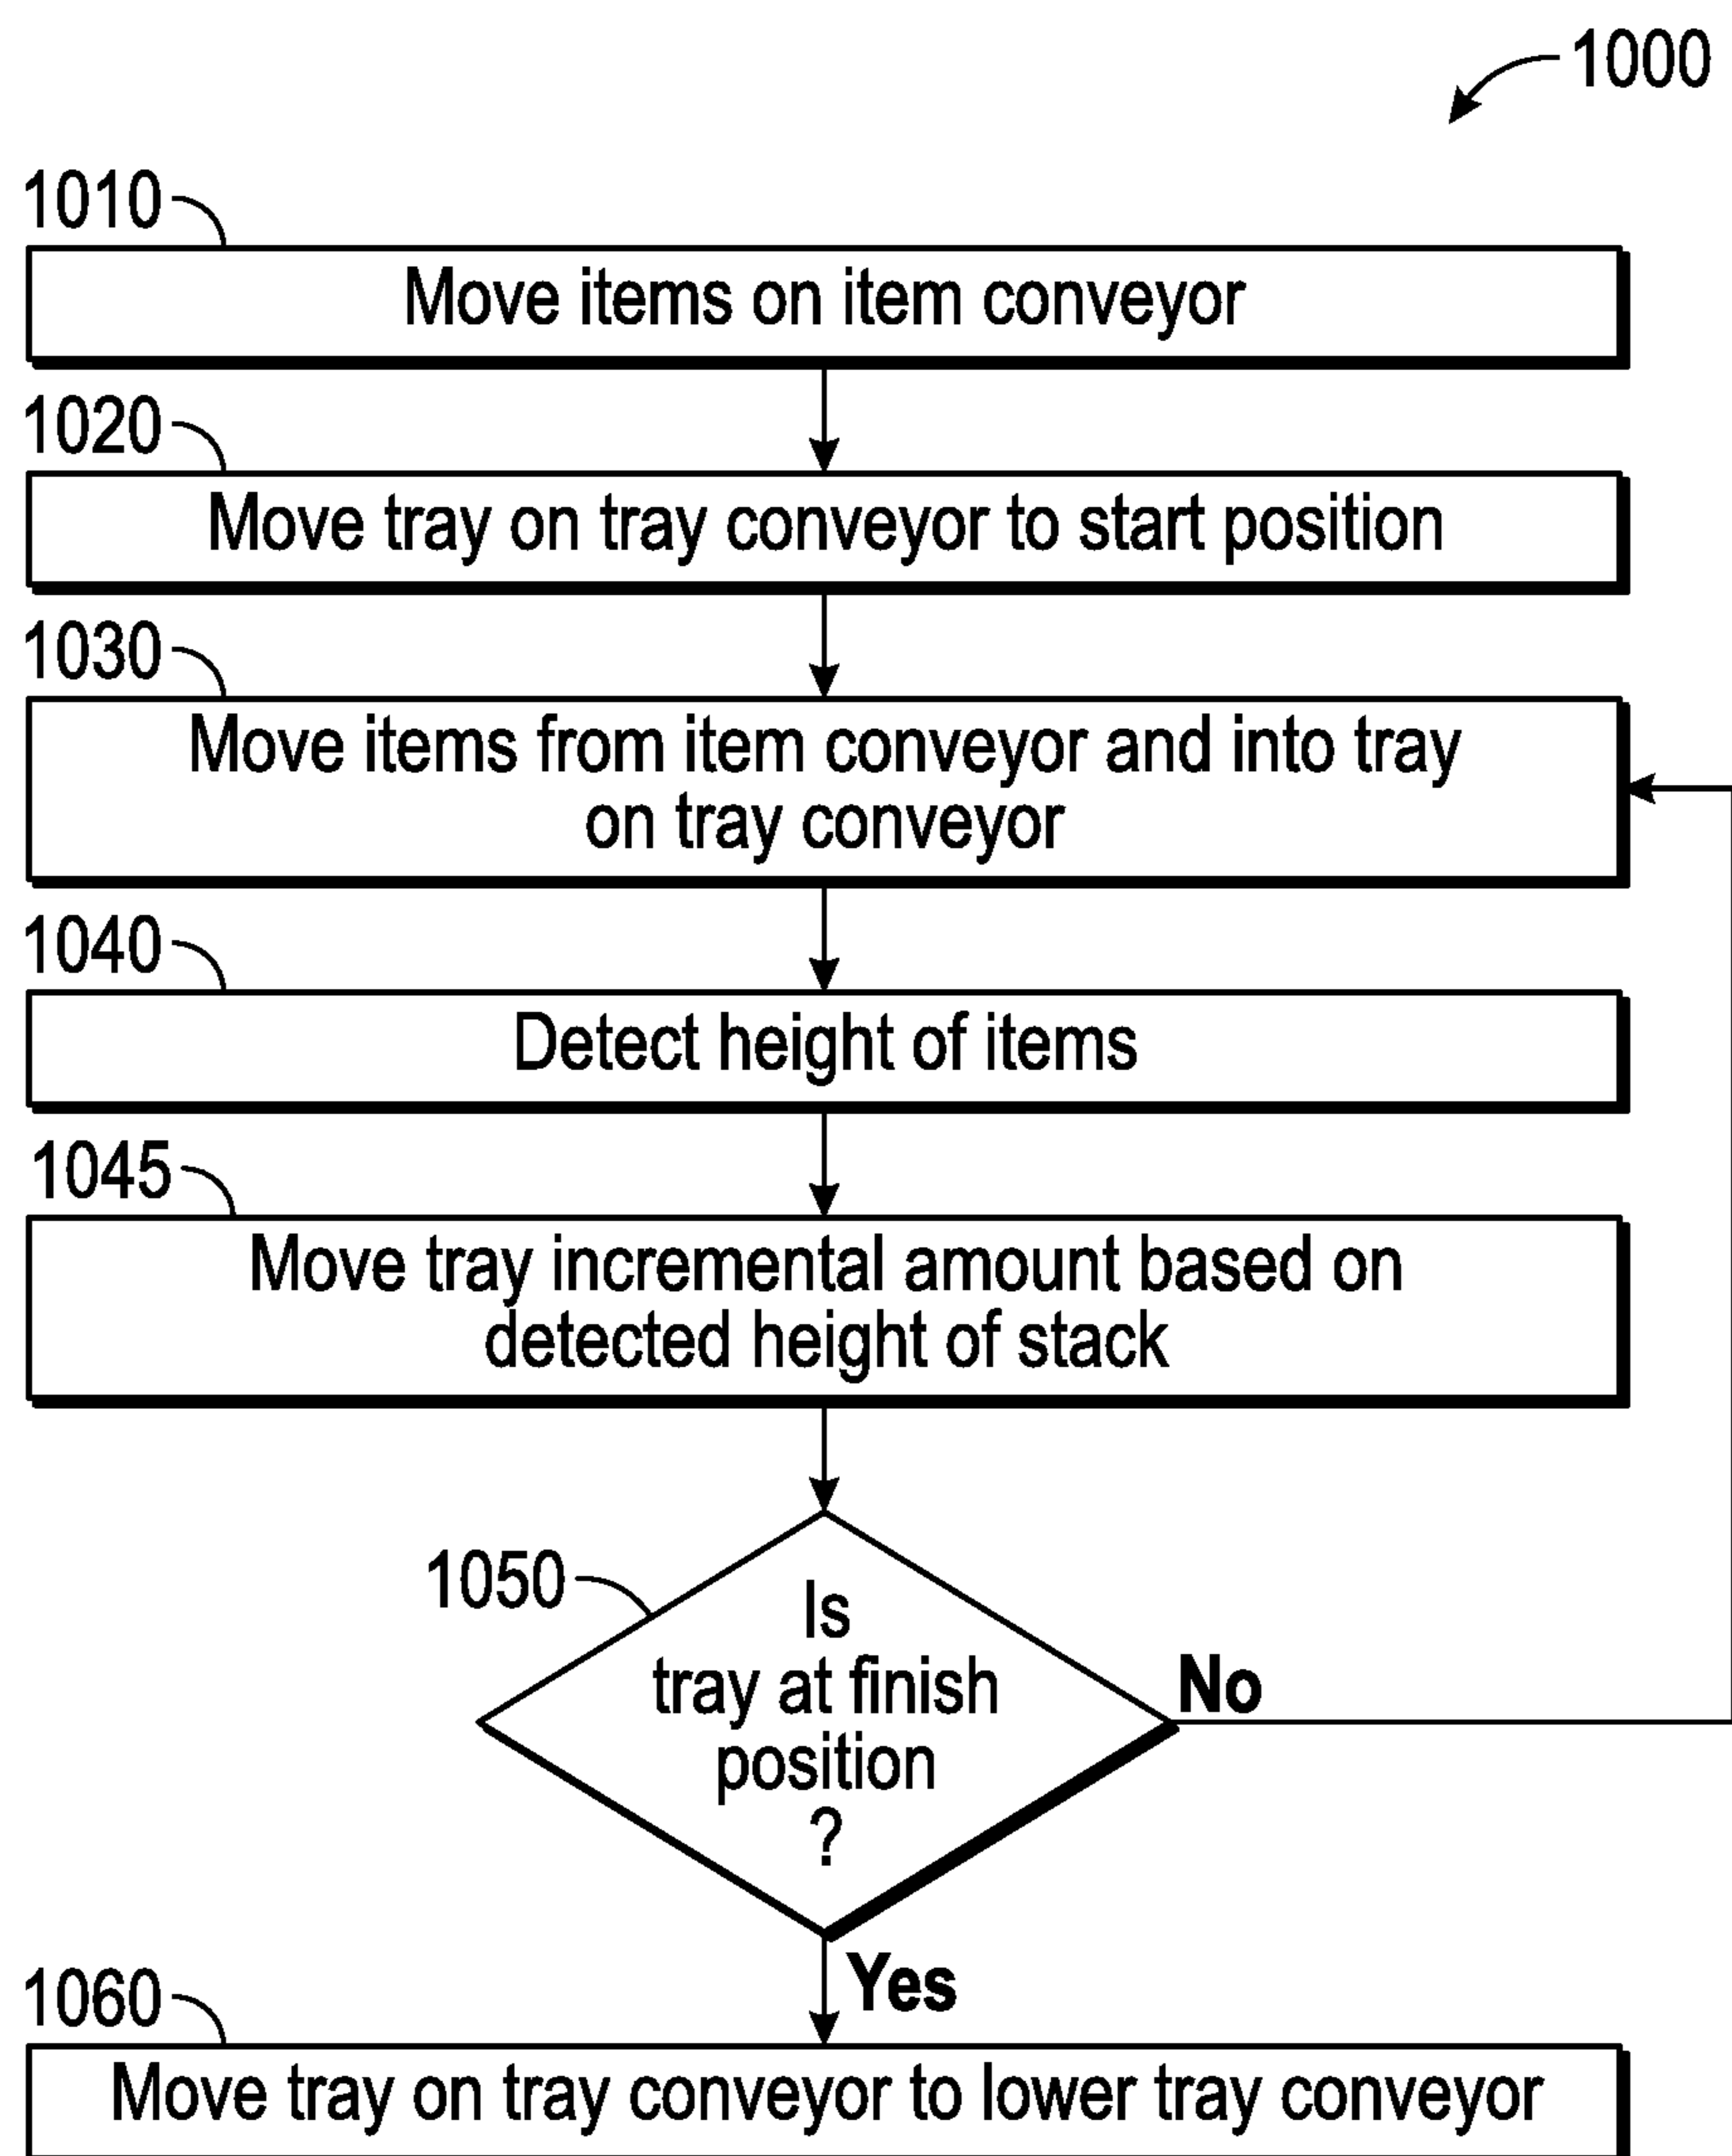 1000
1010
Move items on item conveyor
1020
Move tray on tray conveyor to start position
1030
Move items from item conveyor and into tray
on tray conveyor
1040
Detect height of items
1045
Move tray incremental amount based on
detected height of stack
1050
Is
tray at finish
position
?
No
Yes
1060
Move tray on tray conveyor to lower tray conveyor